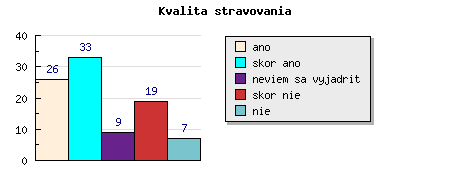 Kvalita stravovania
40
30
20
10
0
26
33
9
19
7
ano
skor ano
neviem sa vyjadrit
skor nie
nie